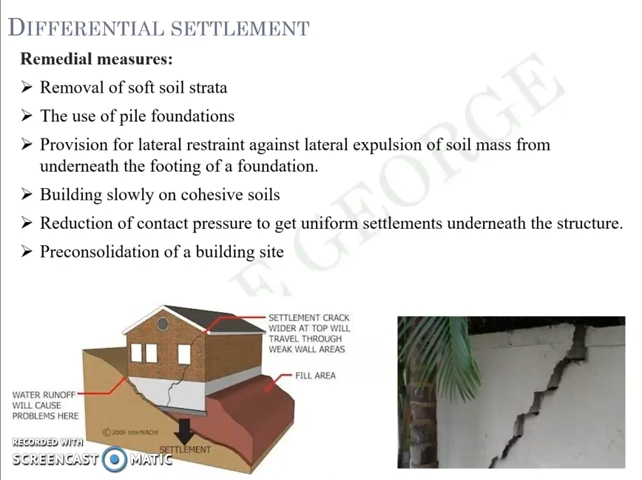 DIFFERENTIAL SETTLEMENT
Remedial measures:
➤ Removal of soft soil strata
➤ The use of pile foundations
➤ Provision for lateral restraint against lateral expulsion of soil mass from
underneath the footing of a foundation.
➤ Building slowly on cohesive soils
➤ Reduction of contact pressure to get uniform settlements underneath the structure.
➤ Preconsolidation of a building site
E GEORGE
SETTLEMENT CRACK
WIDER AT TOP WILL
TRAVEL THROUGH
WEAK WALL AREAS
FILL AREA
WATER RUNOFF
WILL CAUSE
PROBLEMS HERE
© 2009 InterNACHI
SETTLEMENT
RECORDED WITH
SCREENCAST MATIC